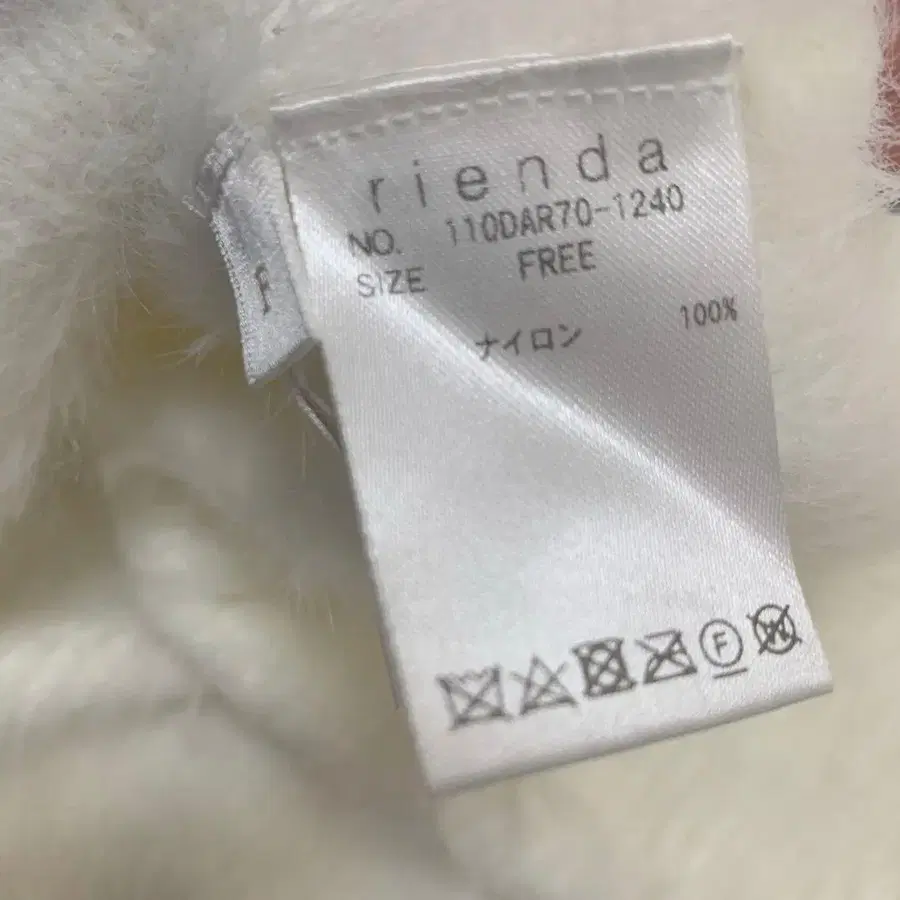 rienda
NO. 110DAR70-1240
SIZE FREE
ナイロン 100%
F
F